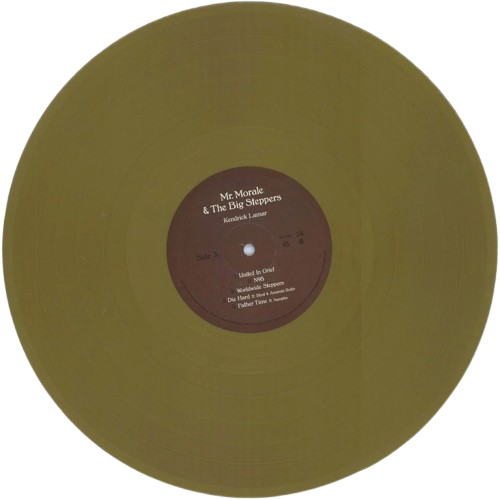 Mr. Morale
& The Big Steppers
Kendrick Lamar
Side A
United In Grief
N95
Worldwide Steppers
Die Hard ft. Blxst & Amanda Reifer
Father Time ft. Sampha